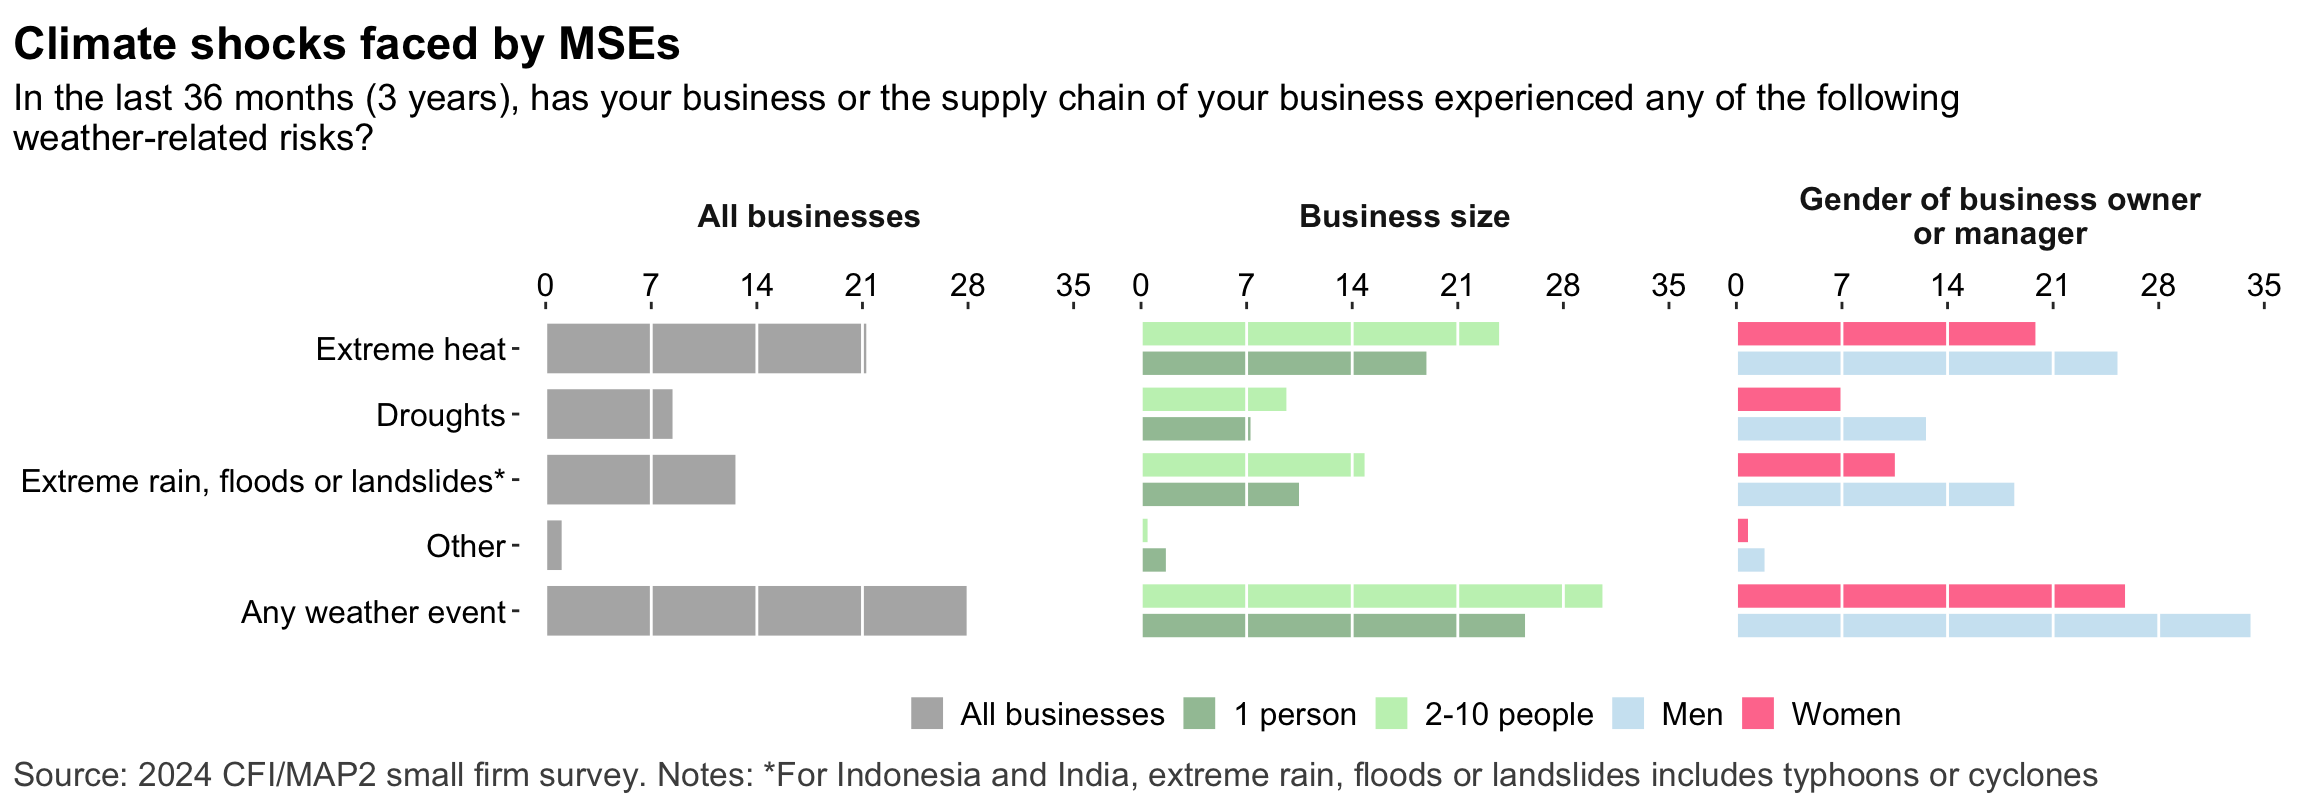 Climate shocks faced by MSEs
In the last 36 months (3 years), has your business or the supply chain of your business experienced any of the following
weather-related risks?
All businesses
Business size
Gender of business owner
or manager
0 7 14 21 28 35
0 7 14 21 28 35
0 7 14 21 28 35
Extreme heat
Droughts
Extreme rain, floods or landslides*
Other
Any weather event
All businesses 1 person 2-10 people Men Women
Source: 2024 CFI/MAP2 small firm survey. Notes: *For Indonesia and India, extreme rain, floods or landslides includes typhoons or cyclones